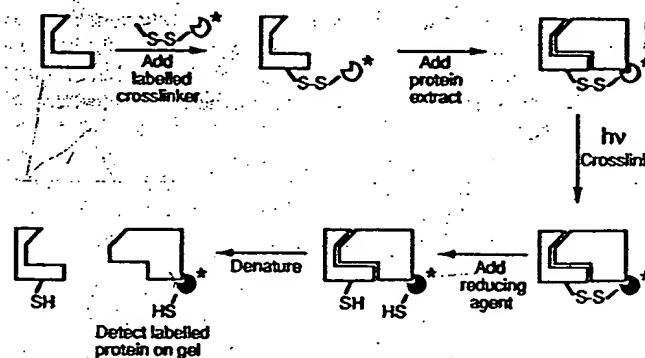 S-S *
Add
labelled
crosslinker
S-S *
Add
protein
extract
S-S *
hν
Crosslink
S-S *
Add
reducing
agent
SH HS *
Denature
SH HS *
Detect labelled
protein on gel